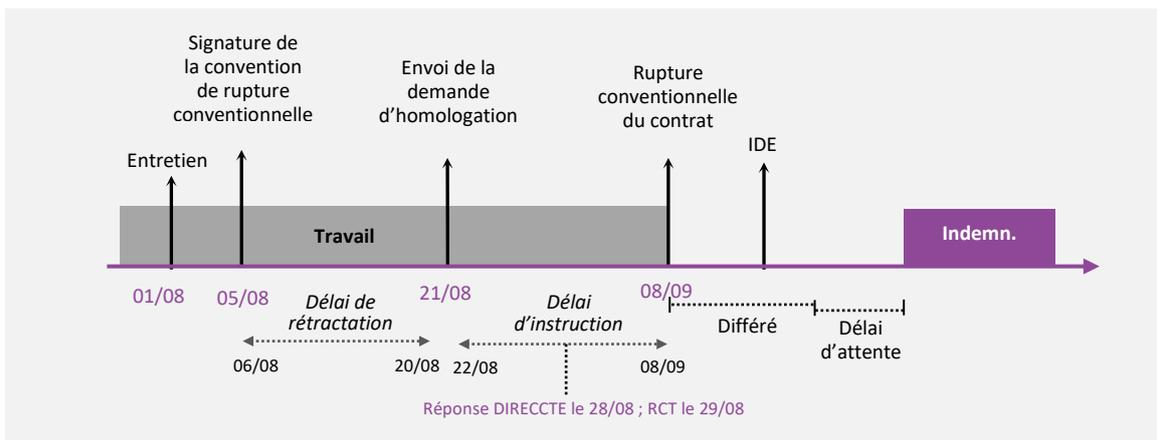 Signature de
la convention
de rupture
conventionnelle
Envoi de la
demande
d'homologation
Rupture
conventionnelle
du contrat
IDE
Entretien
Travail
Indemn.
01/08
05/08
21/08
08/09
Délai de
rétractation
Délai
d'instruction
Différé
Délai
d'attente
06/08
20/08
22/08
08/09
Réponse DIRECCTE le 28/08 ; RCT le 29/08